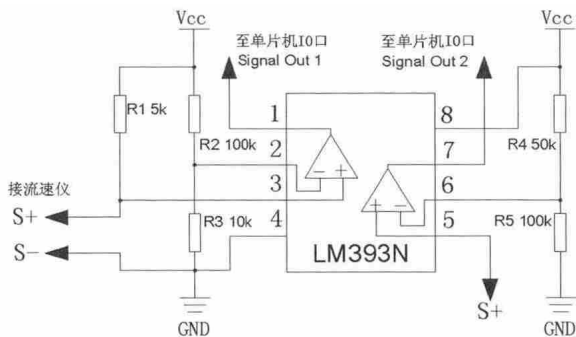 Vcc
Vcc
至单片机IO口
Signal Out 1
至单片机IO口
Signal Out 2
R1 5k
R2 100k
R3 10k
接流速仪
S+
S-
1
2
3
4
8
7
6
5
LM393N
R4 50k
R5 100k
S+
GND
GND